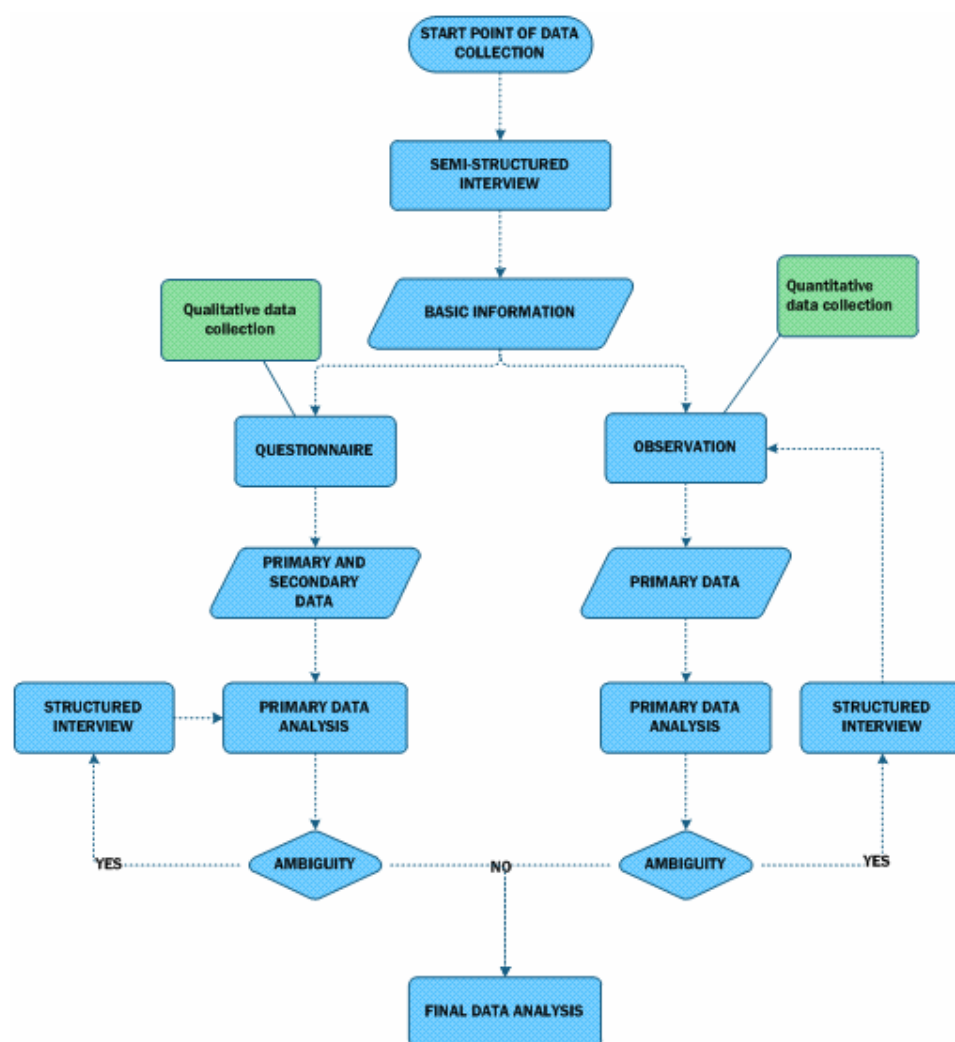 START POINT OF DATA
COLLECTION
SEMI-STRUCTURED
INTERVIEW
BASIC INFORMATION
Qualitative data
collection
Quantitative
data collection
QUESTIONNAIRE
OBSERVATION
PRIMARY AND
SECONDARY
DATA
PRIMARY DATA
STRUCTURED
INTERVIEW
PRIMARY DATA
ANALYSIS
PRIMARY DATA
ANALYSIS
STRUCTURED
INTERVIEW
YES
AMBIGUITY
NO
AMBIGUITY
YES
FINAL DATA ANALYSIS